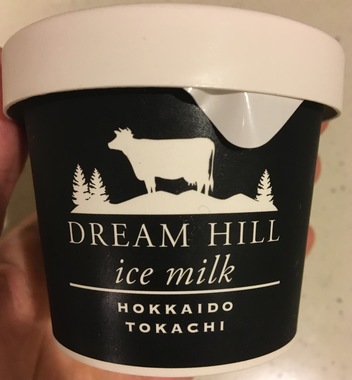 DREAM HILL
ice milk
HOKKAIDO
TOKACHI